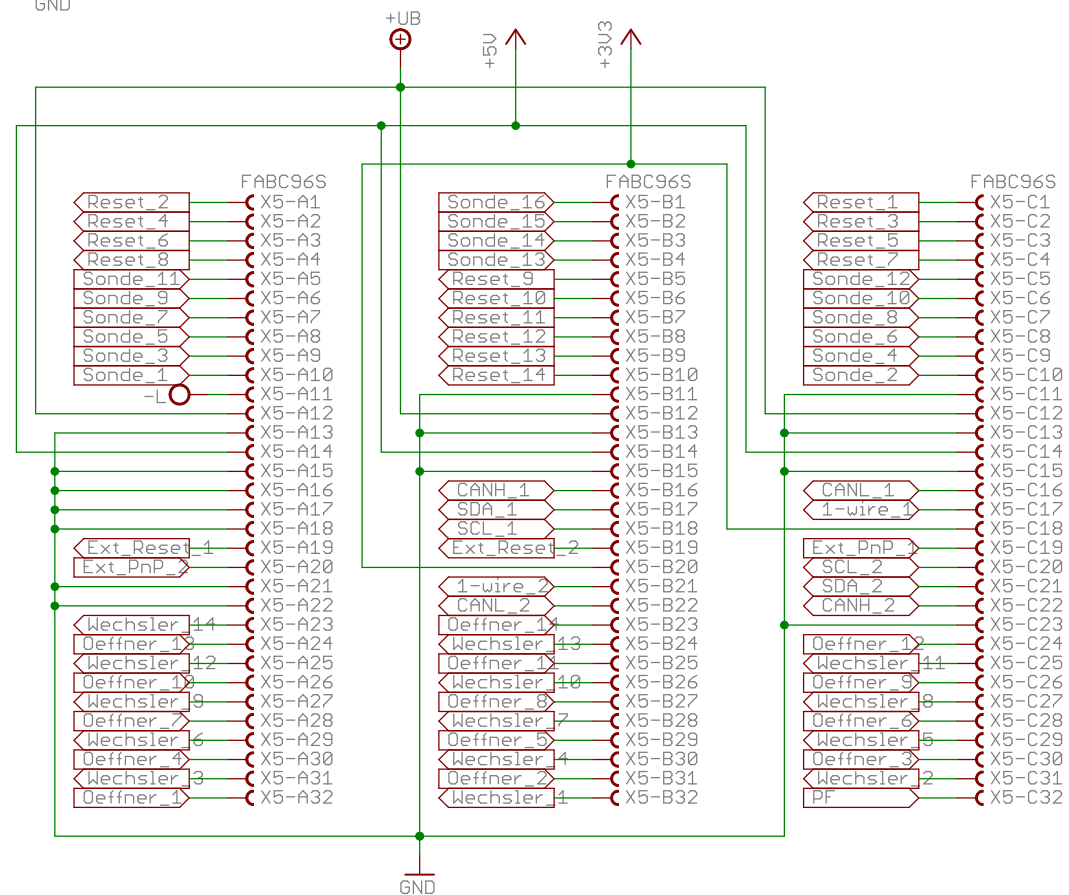 GND
+UB
+5V
+3V3
FABC96S
Reset_2 X5-A1
Reset_4 X5-A2
Reset_6 X5-A3
Reset_8 X5-A4
Sonde_11 X5-A5
Sonde_9 X5-A6
Sonde_7 X5-A7
Sonde_5 X5-A8
Sonde_3 X5-A9
Sonde_1 X5-A10
-L X5-A11
X5-A12
X5-A13
X5-A14
X5-A15
X5-A16
X5-A17
X5-A18
Ext_Reset_1 X5-A19
Ext_PnP_2 X5-A20
X5-A21
X5-A22
Wechsler_14 X5-A23
Oeffner_13 X5-A24
Wechsler_12 X5-A25
Oeffner_10 X5-A26
Wechsler_9 X5-A27
Oeffner_7 X5-A28
Wechsler_6 X5-A29
Oeffner_4 X5-A30
Wechsler_3 X5-A31
Oeffner_1 X5-A32
FABC96S
Sonde_16 X5-B1
Sonde_15 X5-B2
Sonde_14 X5-B3
Sonde_13 X5-B4
Reset_9 X5-B5
Reset_10 X5-B6
Reset_11 X5-B7
Reset_12 X5-B8
Reset_13 X5-B9
Reset_14 X5-B10
X5-B11
X5-B12
X5-B13
X5-B14
X5-B15
CANH_1 X5-B16
SDA_1 X5-B17
SCL_1 X5-B18
Ext_Reset_2 X5-B19
X5-B20
1-wire_2 X5-B21
CANL_2 X5-B22
Oeffner_14 X5-B23
Wechsler_13 X5-B24
Oeffner_11 X5-B25
Wechsler_10 X5-B26
Oeffner_8 X5-B27
Wechsler_7 X5-B28
Oeffner_5 X5-B29
Wechsler_4 X5-B30
Oeffner_2 X5-B31
Wechsler_1 X5-B32
FABC96S
Reset_1 X5-C1
Reset_3 X5-C2
Reset_5 X5-C3
Reset_7 X5-C4
Sonde_12 X5-C5
Sonde_10 X5-C6
Sonde_8 X5-C7
Sonde_6 X5-C8
Sonde_4 X5-C9
Sonde_2 X5-C10
X5-C11
X5-C12
X5-C13
X5-C14
X5-C15
CANL_1 X5-C16
1-wire_1 X5-C17
X5-C18
Ext_PnP_1 X5-C19
SCL_2 X5-C20
SDA_2 X5-C21
CANH_2 X5-C22
X5-C23
Oeffner_12 X5-C24
Wechsler_11 X5-C25
Oeffner_9 X5-C26
Wechsler_8 X5-C27
Oeffner_6 X5-C28
Wechsler_5 X5-C29
Oeffner_3 X5-C30
Wechsler_2 X5-C31
PF X5-C32
GND